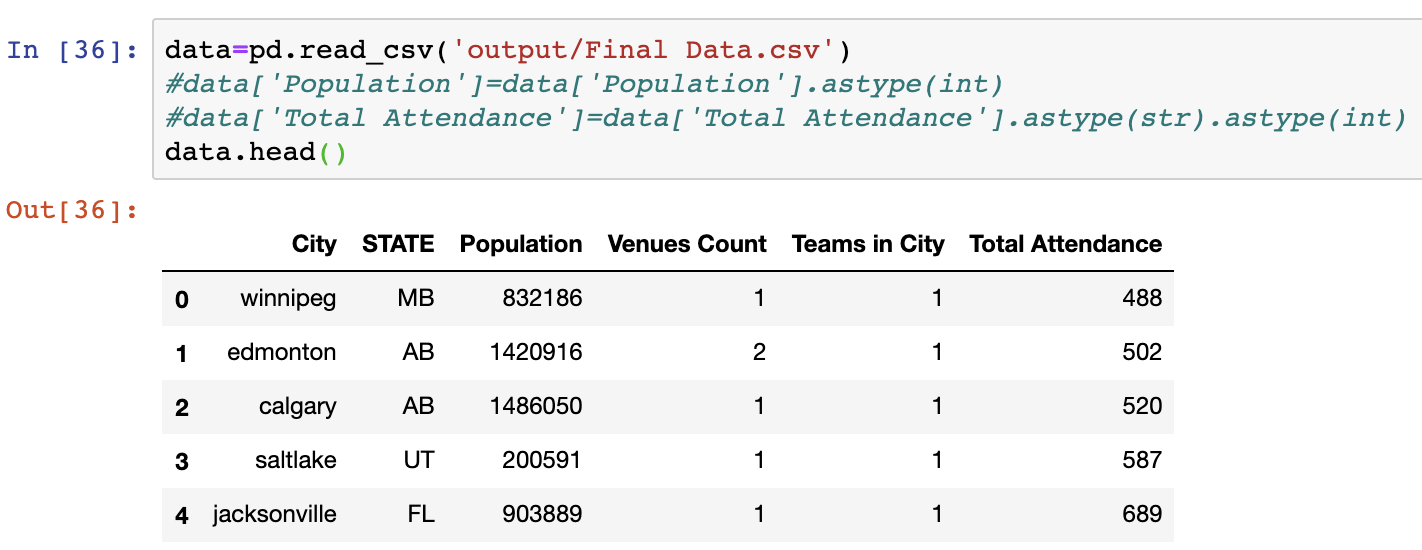 In [36]: data=pd.read_csv('output/Final Data.csv')
#data['Population']=data['Population'].astype(int)
#data['Total Attendance']=data['Total Attendance'].astype(str).astype(int)
data.head()
Out[36]:
City STATE Population Venues Count Teams in City Total Attendance
0 winnipeg MB 832186 1 1 488
1 edmonton AB 1420916 2 1 502
2 calgary AB 1486050 1 1 520
3 saltlake UT 200591 1 1 587
4 jacksonville FL 903889 1 1 689